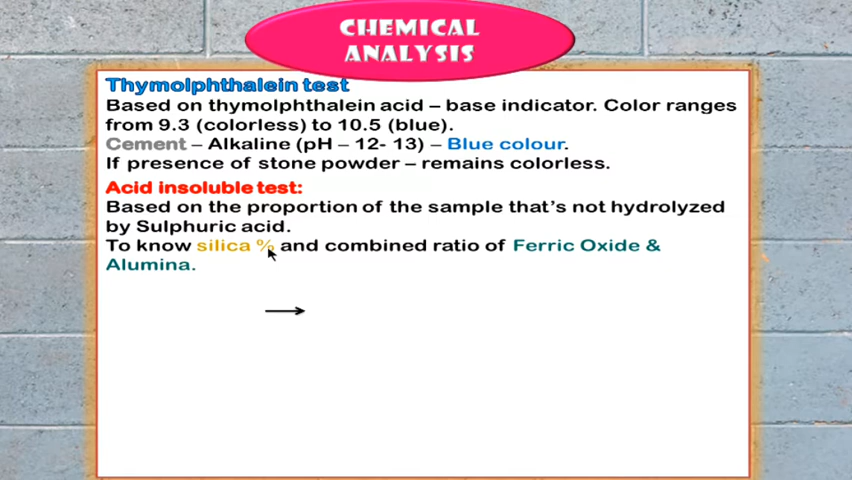 CHEMICAL
ANALYSIS
Thymolphthalein test
Based on thymolphthalein acid – base indicator. Color ranges
from 9.3 (colorless) to 10.5 (blue).
Cement – Alkaline (pH – 12- 13) – Blue colour.
If presence of stone powder – remains colorless.
Acid insoluble test:
Based on the proportion of the sample that's not hydrolyzed
by Sulphuric acid.
To know silica % and combined ratio of Ferric Oxide &
Alumina.